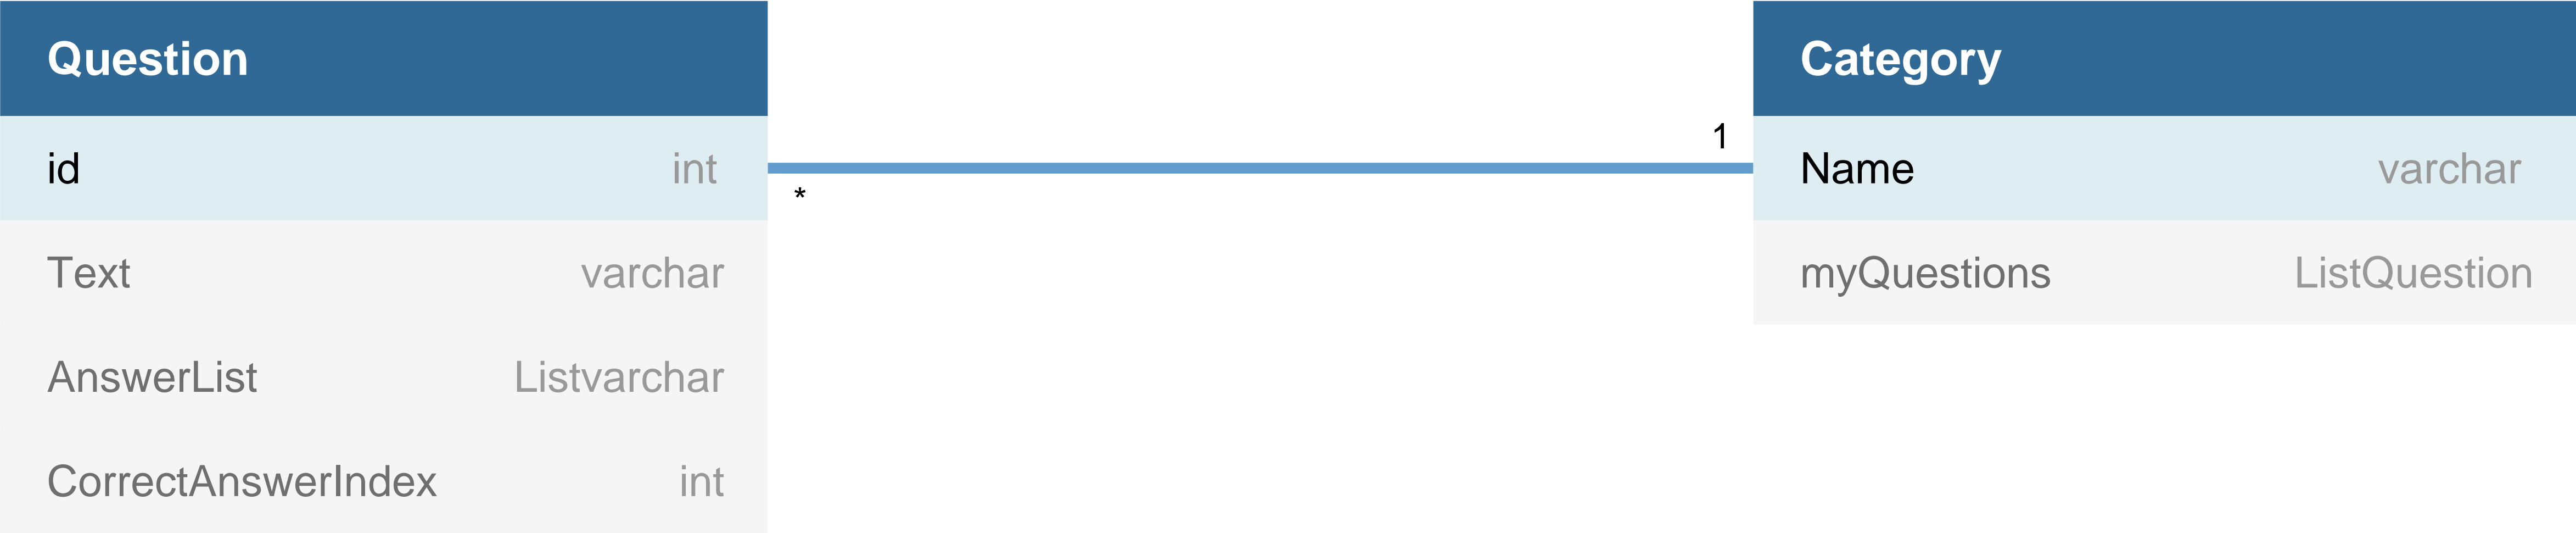 Question
id int
Text varchar
AnswerList Listvarchar
CorrectAnswerIndex int
*
1
Category
Name varchar
myQuestions ListQuestion